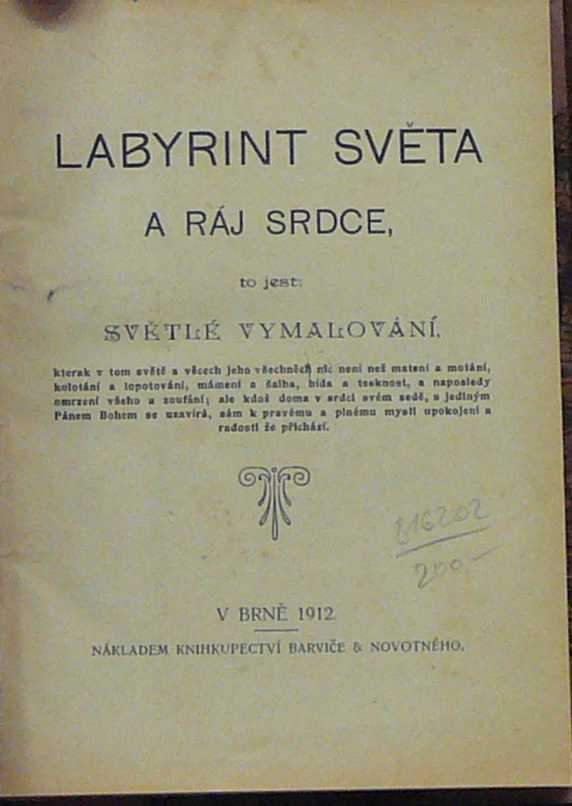 LABYRINT SVĚTA
A RÁJ SRDCE,
to jest:
SVĚTLÉ VYMALOVÁNÍ,
kterak v tom světě a věcech jeho všechněch nic není než matení a motání,
kolotání a lopotování, mámení a šalba, bída a tesknost, a naposledy
omrzení všeho a zoufání; ale kdož doma v srdci svém sedě, s jediným
Pánem Bohem se uzavírá, sám k pravému a plnému mysli upokojení a
radosti že přichází.
200,-
V BRNĚ 1912.
NÁKLADEM KNIHKUPECTVÍ BARVIČE & NOVOTNÉHO.